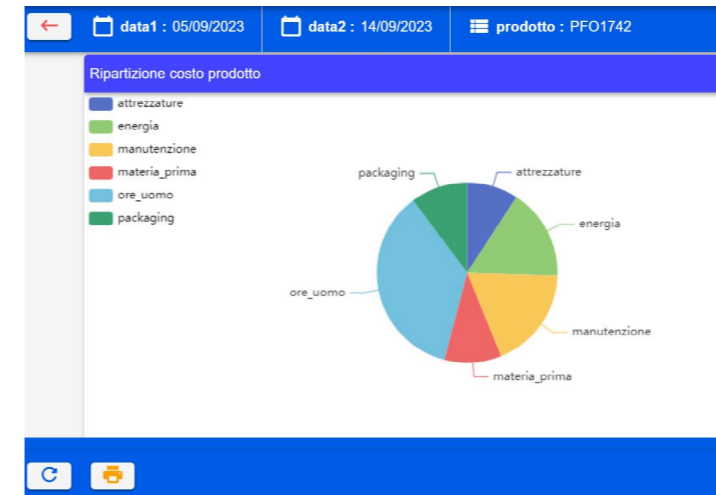 data1 : 05/09/2023 data2 : 14/09/2023 prodotto : PFO1742
Ripartizione costo prodotto
attrezzature
energia
manutenzione
materia_prima
ore_uomo
packaging
packaging
attrezzature
energia
ore_uomo
manutenzione
materia_prima